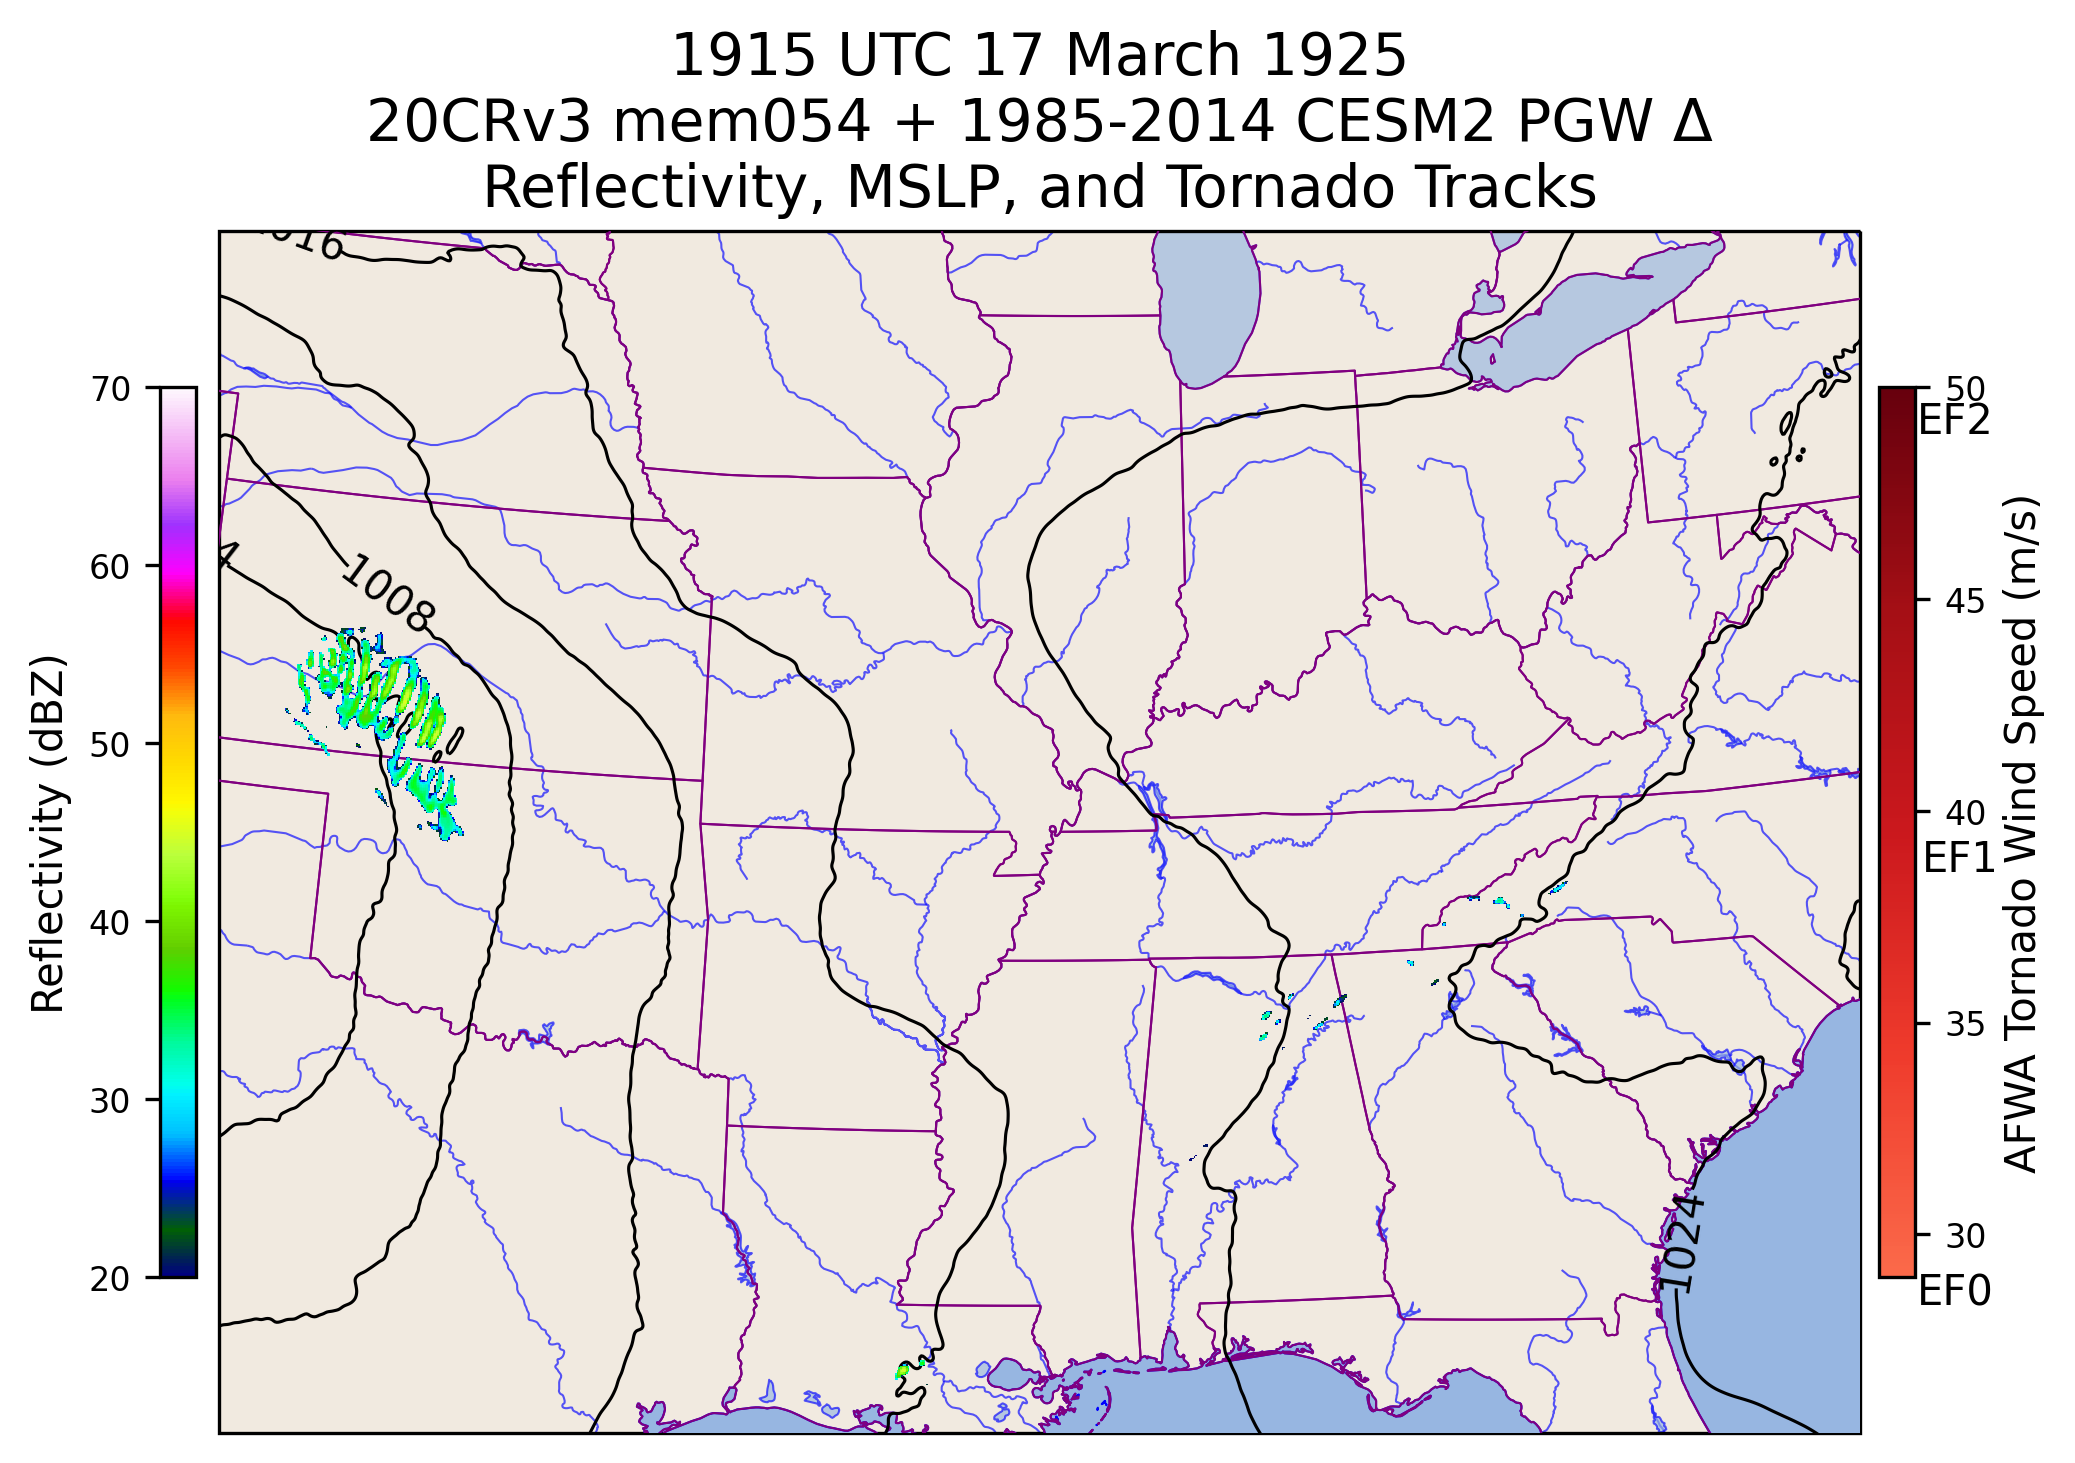 1915 UTC 17 March 1925
20CRv3 mem054 + 1985-2014 CESM2 PGW Δ
Reflectivity, MSLP, and Tornado Tracks
016
4
1008
1024
70
60
50
40
30
20
Reflectivity (dBZ)
50
EF2
45
40
EF1
35
30
EF0
AFWA Tornado Wind Speed (m/s)